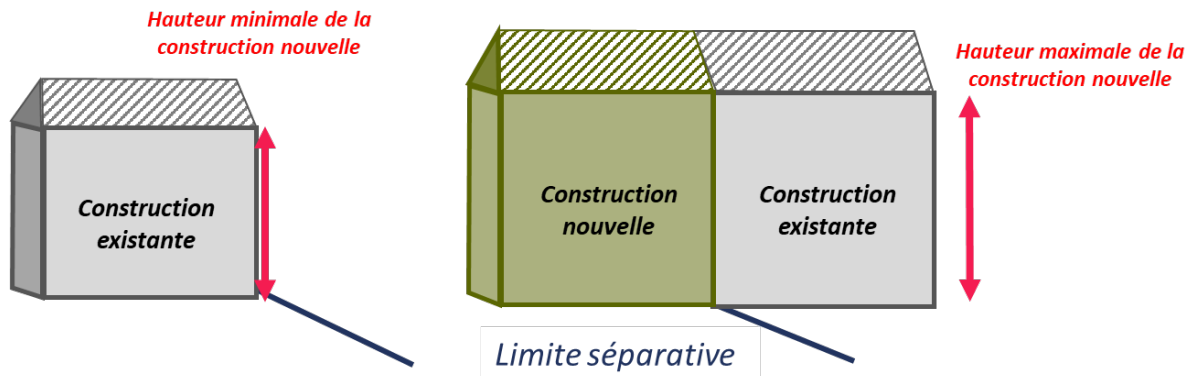 Hauteur minimale de la
construction nouvelle
Hauteur maximale de la
construction nouvelle
Construction
existante
Construction
nouvelle
Construction
existante
Limite séparative